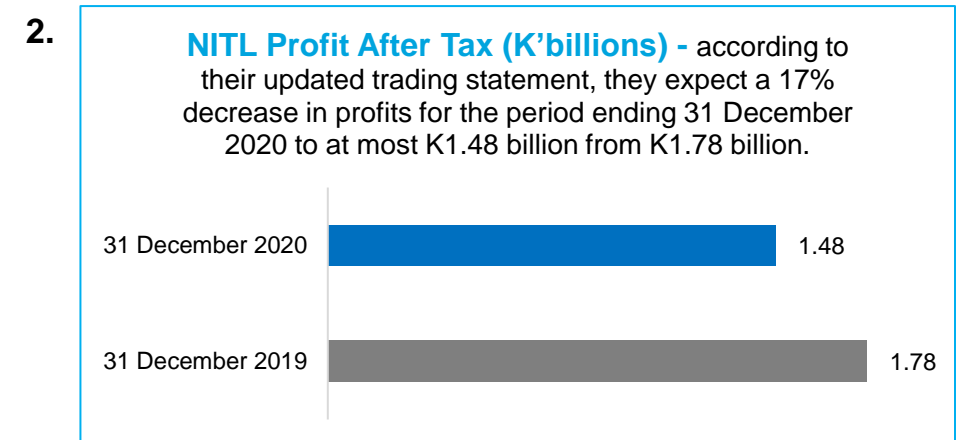 2.
NITL Profit After Tax (K’billions) - according to
their updated trading statement, they expect a 17%
decrease in profits for the period ending 31 December
2020 to at most K1.48 billion from K1.78 billion.
31 December 2020
1.48
31 December 2019
1.78